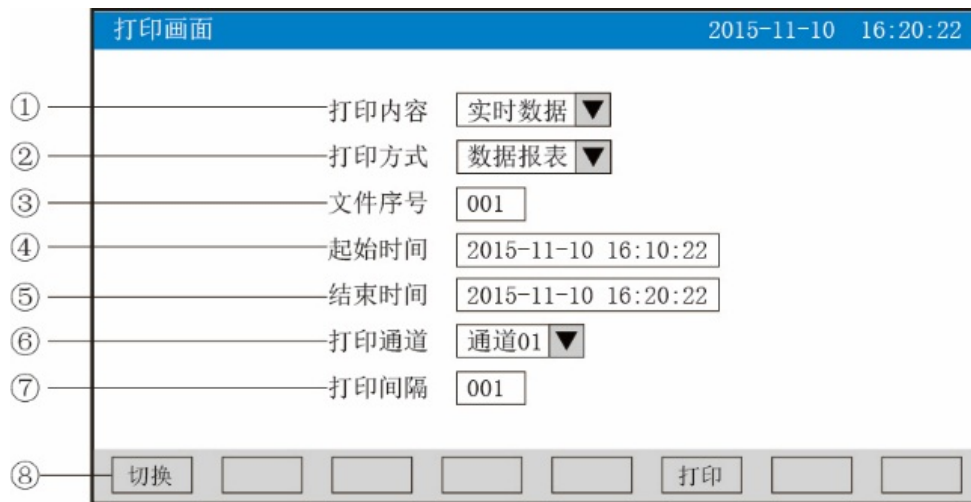 打印画面 2015-11-10 16:20:22
① 打印内容 实时数据 ▼
② 打印方式 数据报表 ▼
③ 文件序号 001
④ 起始时间 2015-11-10 16:10:22
⑤ 结束时间 2015-11-10 16:20:22
⑥ 打印通道 通道01 ▼
⑦ 打印间隔 001
⑧ 切换 打印